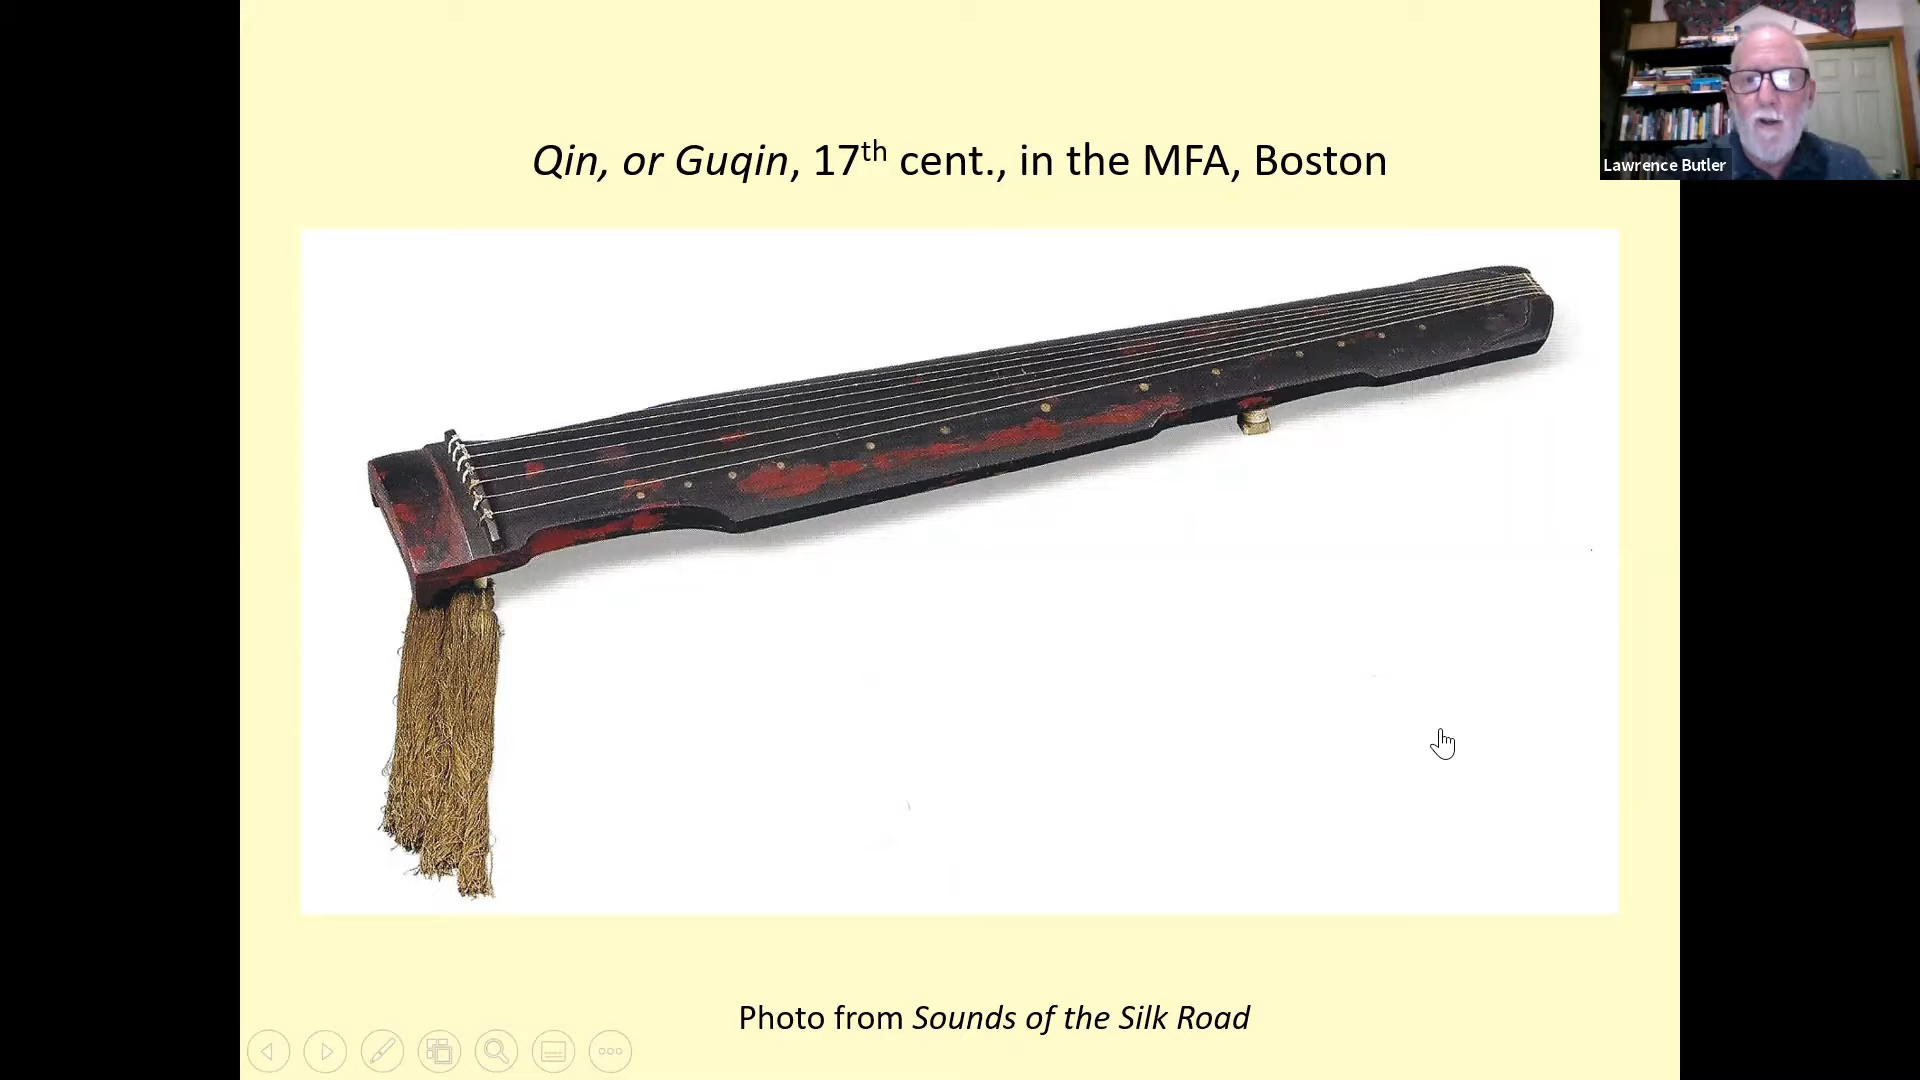 Qin, or Guqin, 17th cent., in the MFA, Boston
Lawrence Butler
Photo from Sounds of the Silk Road